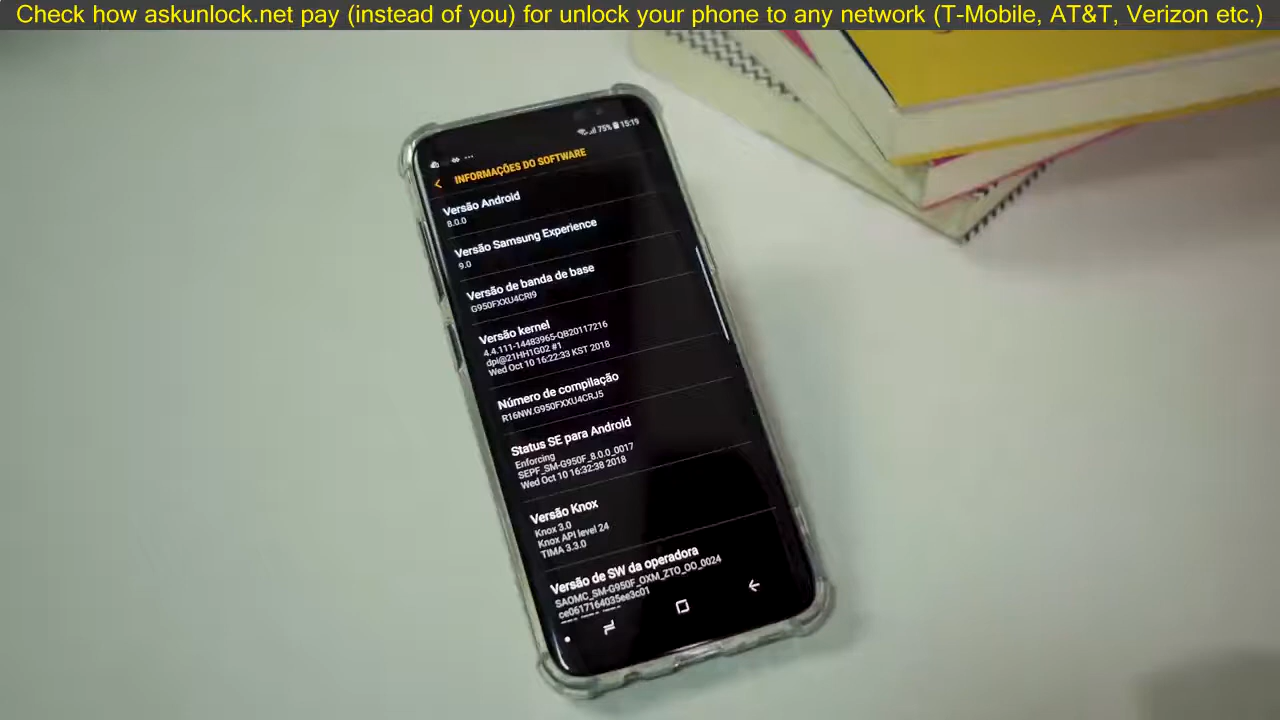 Check how askunlock.net pay (instead of you) for unlock your phone to any network (T-Mobile, AT&T, Verizon etc.)
75% 15:19
INFORMAÇÕES DO SOFTWARE
Versão Android
8.0.0
Versão Samsung Experience
9.0
Versão de banda de base
G950FXXU4CRI9
Versão kernel
4.4.111-14483965-QB20117216
dpi@21HH1G02 #1
Wed Oct 10 16:22:33 KST 2018
Número de compilação
R16NW.G950FXXU4CRJ5
Status SE para Android
Enforcing
SEPF_SM-G950F_8.0.0_0017
Wed Oct 10 16:32:38 2018
Versão Knox
Knox 3.0
Knox API level 24
TIMA 3.3.0
Versão de SW da operadora
SAOMC_SM-G950F_OXM_ZTO_OO_0024
ce0617164035ee3c01